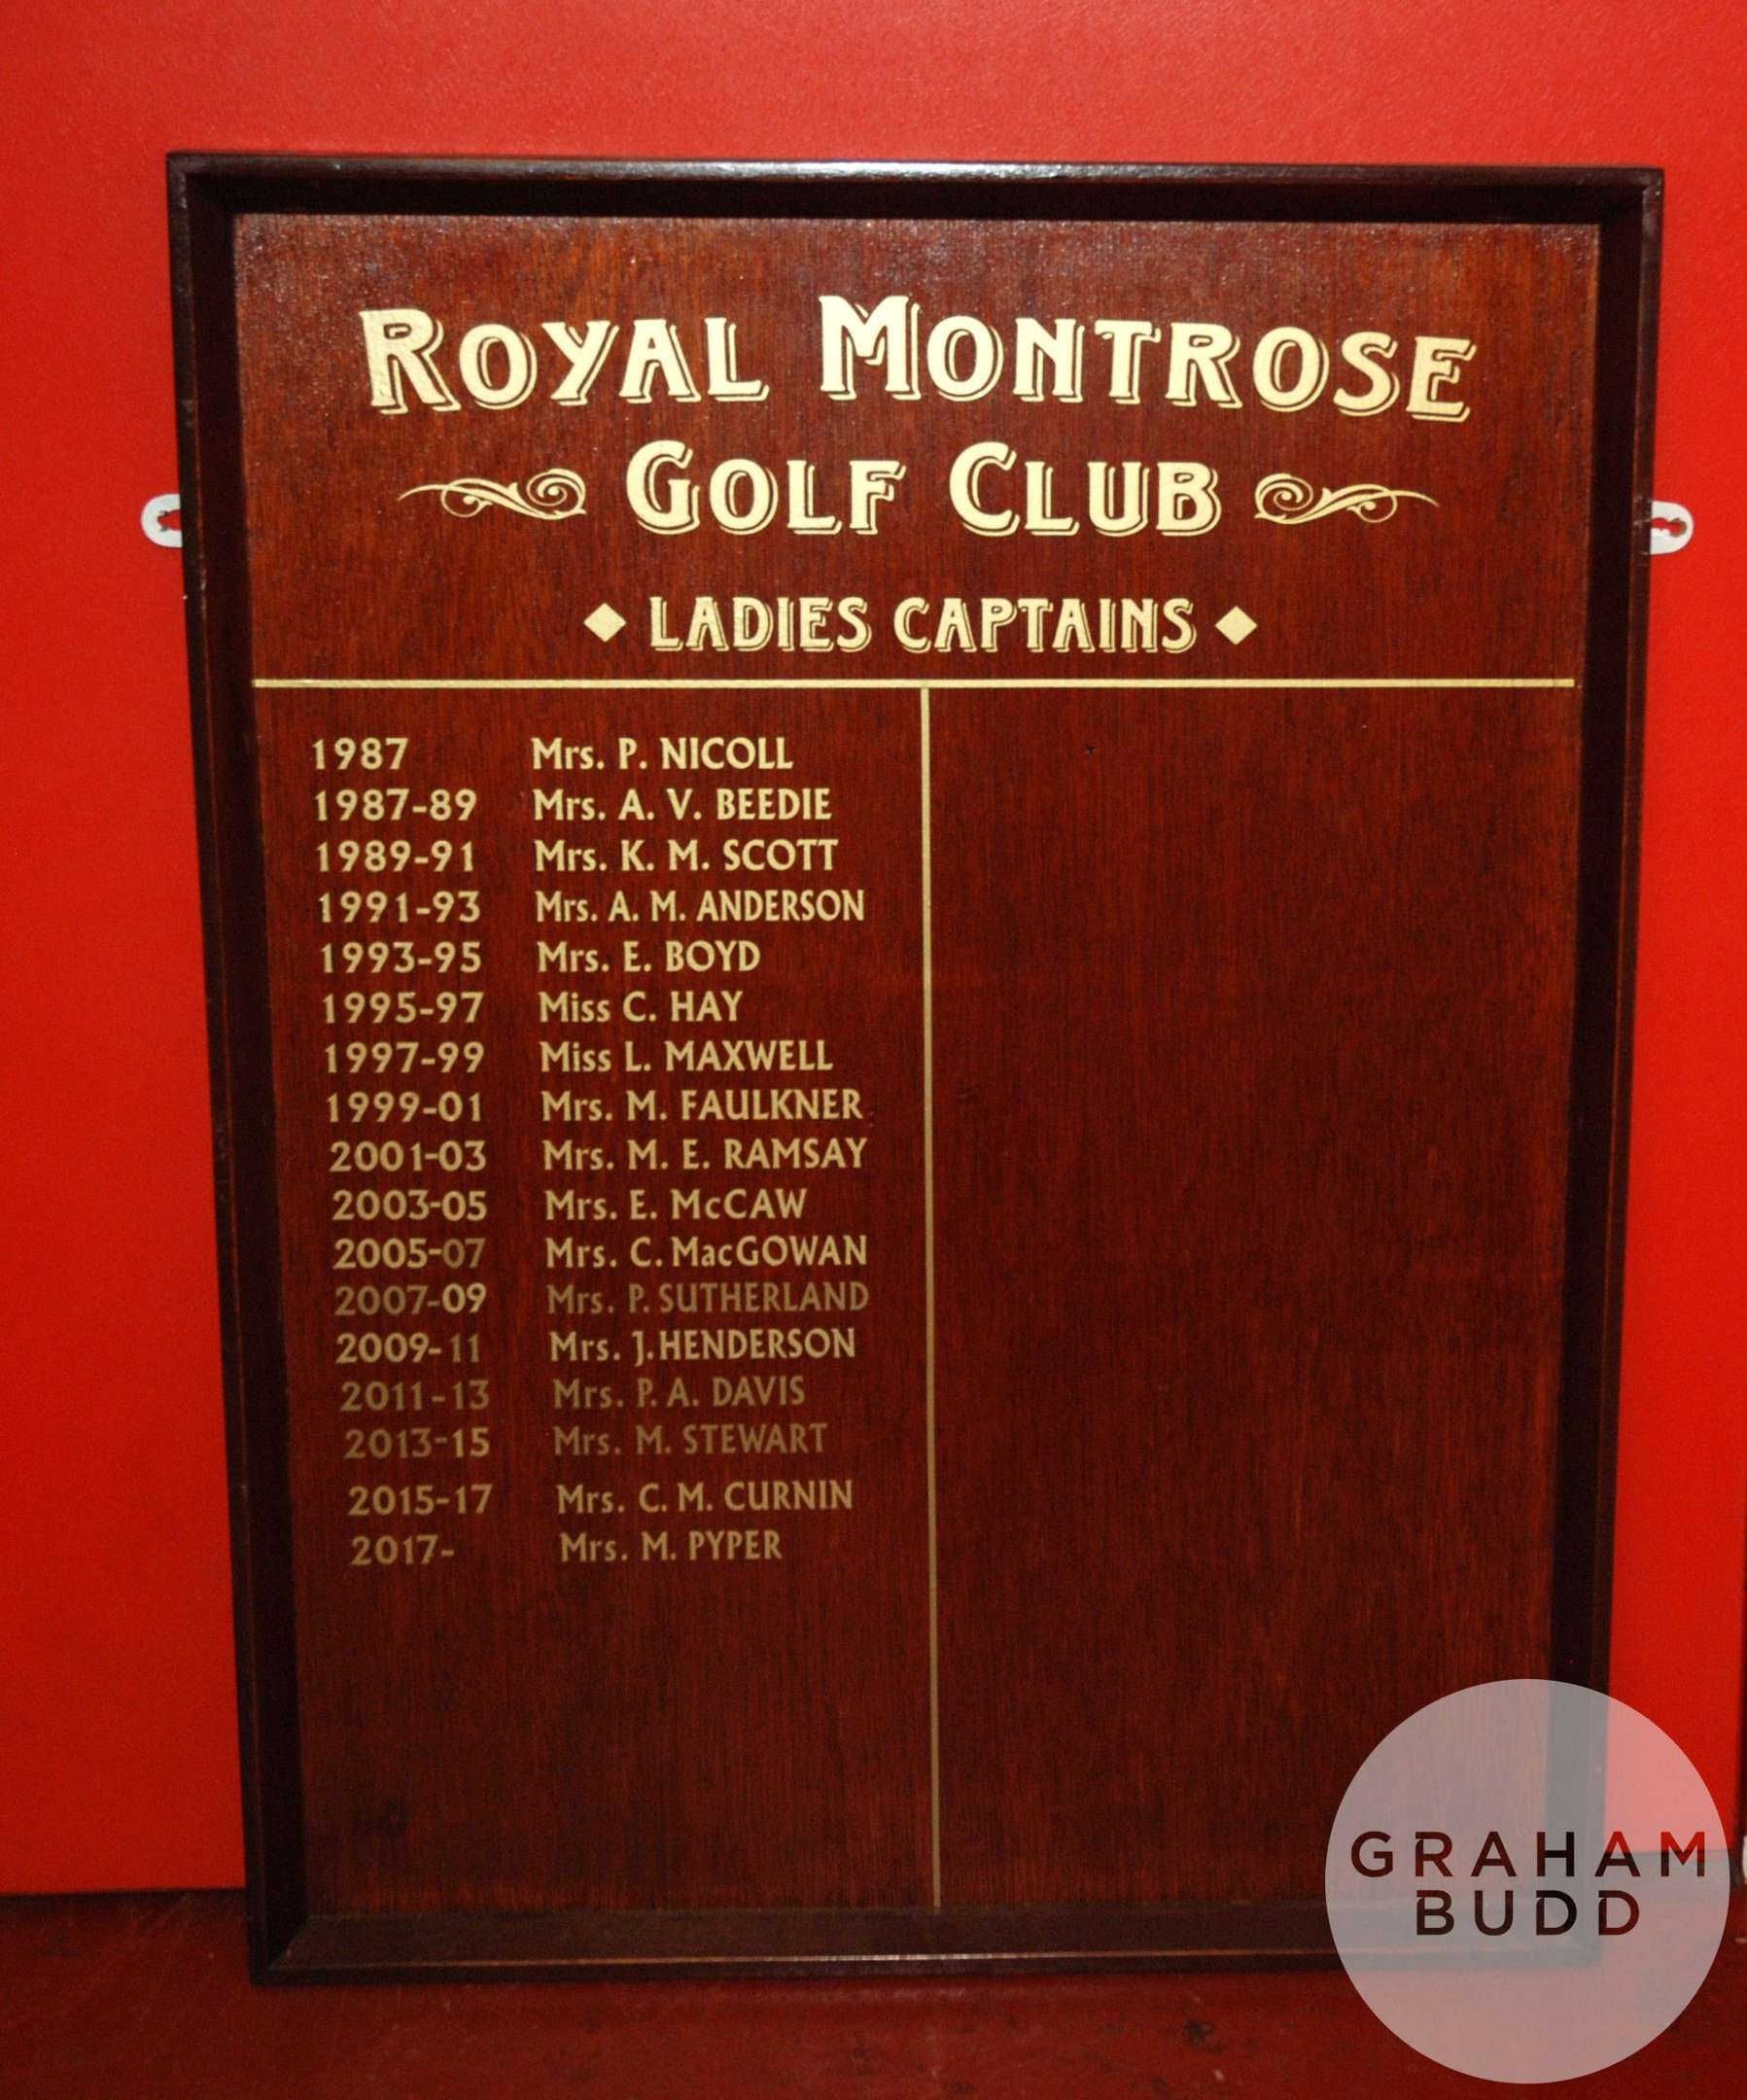 ROYAL MONTROSE
GOLF CLUB
LADIES CAPTAINS
1987 Mrs. P. NICOLL
1987-89 Mrs. A. V. BEEDIE
1989-91 Mrs. K. M. SCOTT
1991-93 Mrs. A. M. ANDERSON
1993-95 Mrs. E. BOYD
1995-97 Miss C. HAY
1997-99 Miss L. MAXWELL
1999-01 Mrs. M. FAULKNER
2001-03 Mrs. M. E. RAMSAY
2003-05 Mrs. E. McCAW
2005-07 Mrs. C. MacGOWAN
2007-09 Mrs. P. SUTHERLAND
2009-11 Mrs. J. HENDERSON
2011-13 Mrs. P. A. DAVIS
2013-15 Mrs. M. STEWART
2015-17 Mrs. C. M. CURNIN
2017- Mrs. M. PYPER
GRAHAM
BUDD